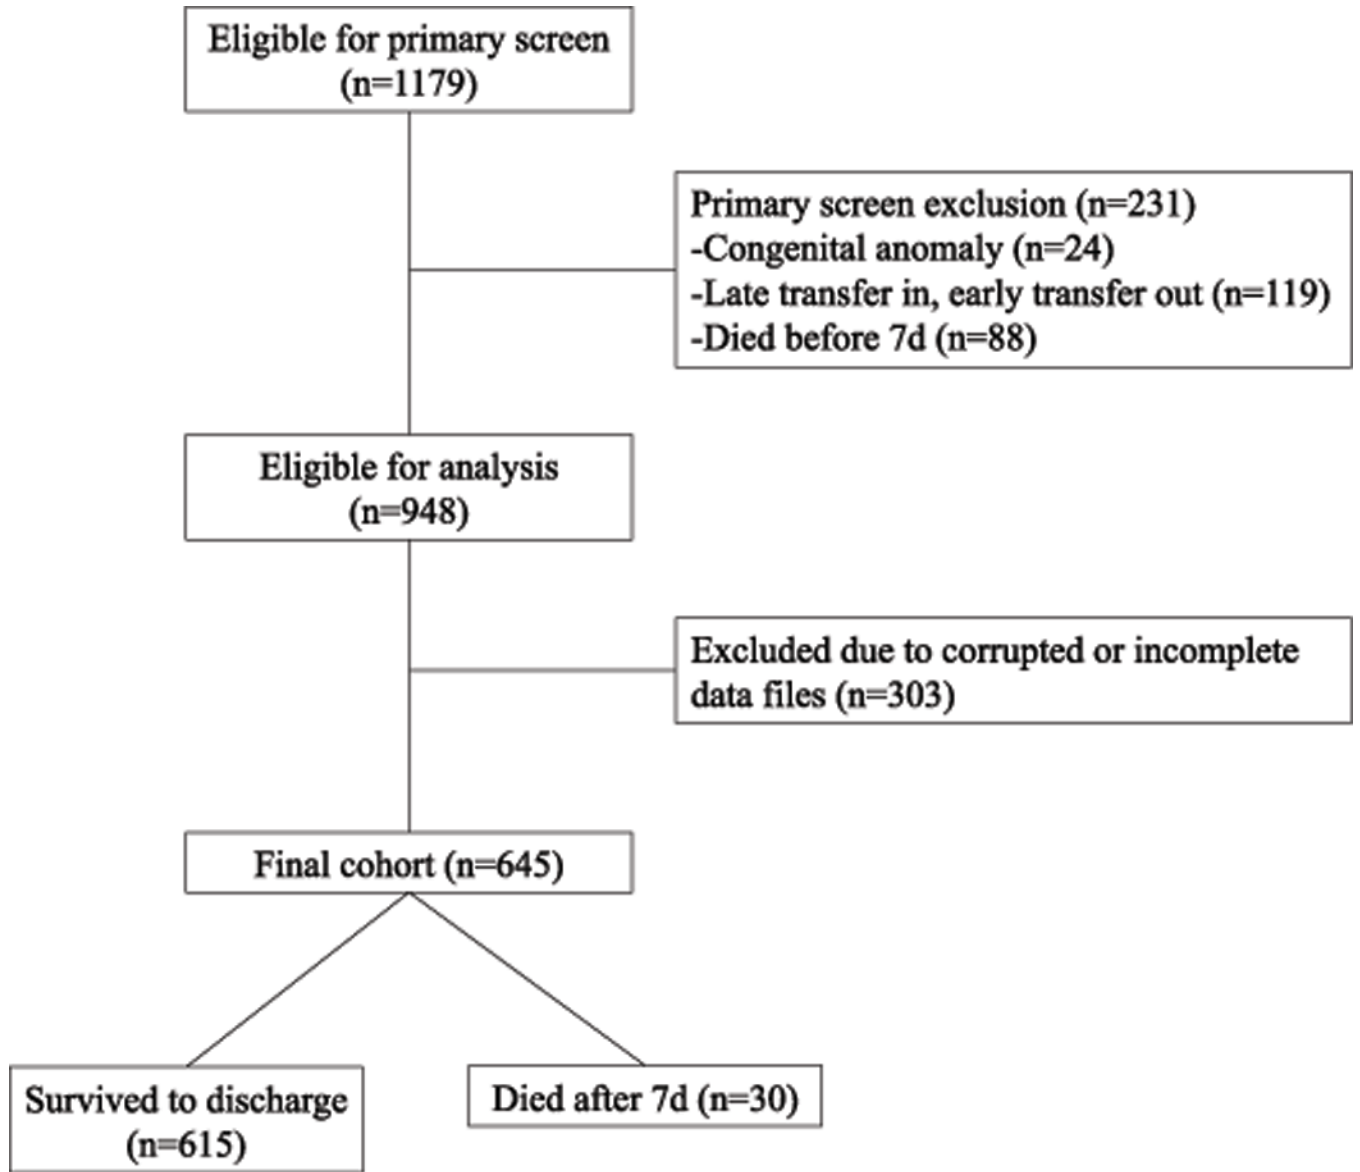 Eligible for primary screen
(n=1179)
Primary screen exclusion (n=231)
-Congenital anomaly (n=24)
-Late transfer in, early transfer out (n=119)
-Died before 7d (n=88)
Eligible for analysis
(n=948)
Excluded due to corrupted or incomplete
data files (n=303)
Final cohort (n=645)
Survived to discharge
(n=615)
Died after 7d (n=30)